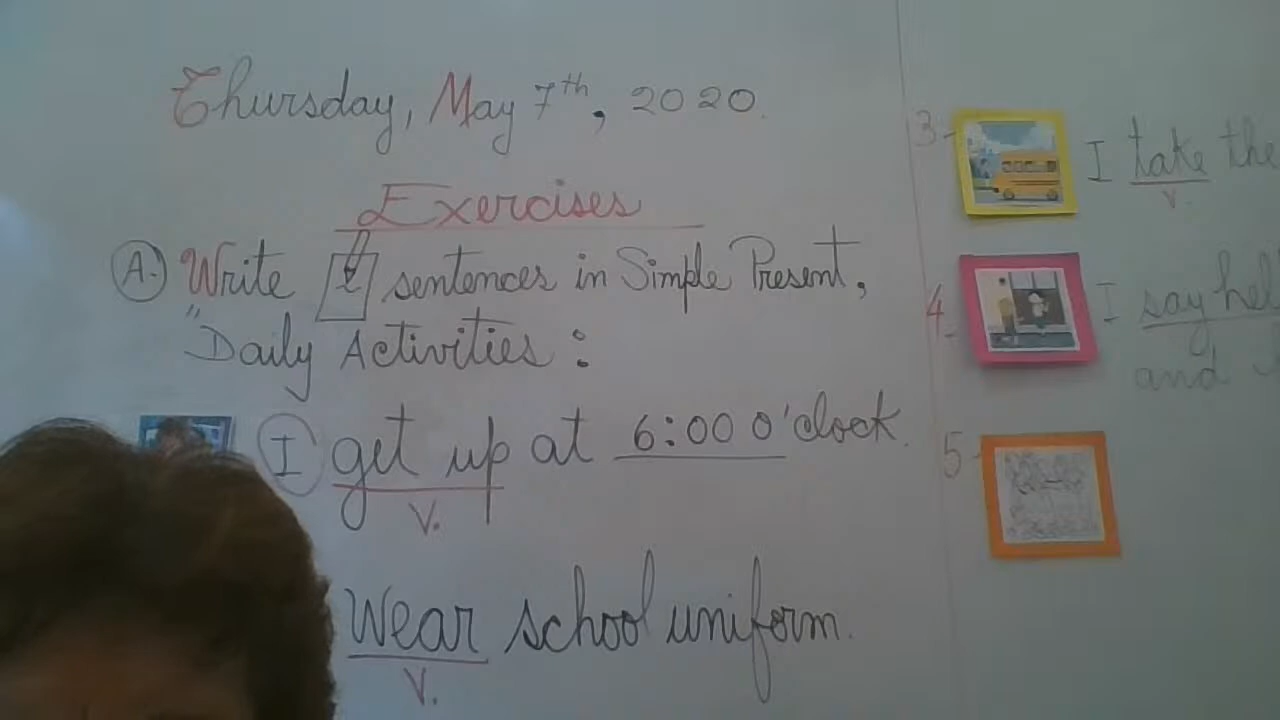 Thursday, May 7th, 2020.
Exercises
A. Write sentences in Simple Present,
"Daily Activities:
I get up at 6:00 o'clock.
V.
Wear school uniform.
V.
3- I take the
V.
4- I say
and
5-